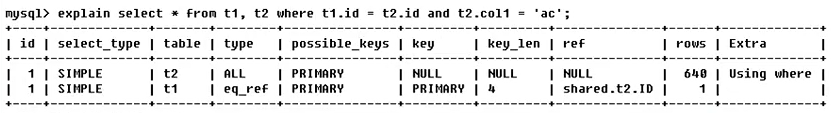 mysql> explain select * from t1, t2 where t1.id = t2.id and t2.col1 = 'ac';
+----+-------------+-------+--------+---------------+---------+---------+--------------+------+-------------+
| id | select_type | table | type | possible_keys | key | key_len | ref | rows | Extra |
+----+-------------+-------+--------+---------------+---------+---------+--------------+------+-------------+
| 1 | SIMPLE | t2 | ALL | PRIMARY | NULL | NULL | NULL | 640 | Using where |
| 1 | SIMPLE | t1 | eq_ref | PRIMARY | PRIMARY | 4 | shared.t2.ID | 1 | |
+----+-------------+-------+--------+---------------+---------+---------+--------------+------+-------------+